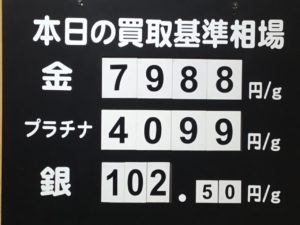 本日の買取基準相場
金 7988 円/g
プラチナ 4099 円/g
銀 102.50 円/g